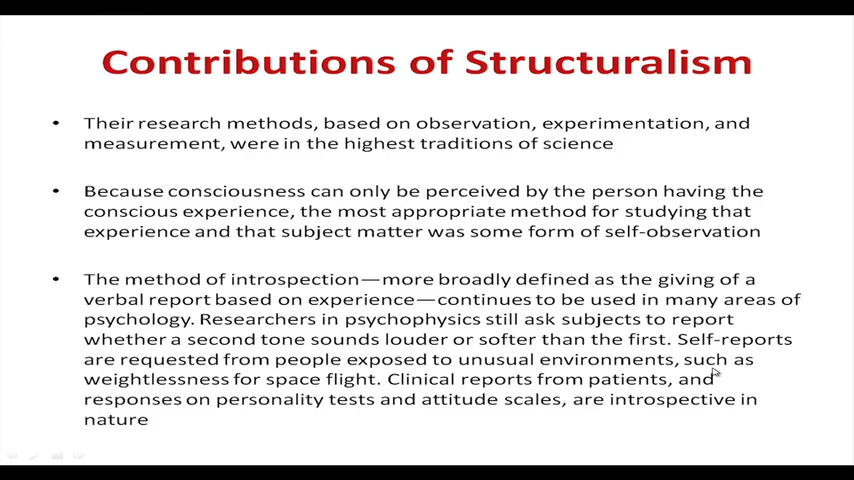 Contributions of Structuralism
• Their research methods, based on observation, experimentation, and
measurement, were in the highest traditions of science
• Because consciousness can only be perceived by the person having the
conscious experience, the most appropriate method for studying that
experience and that subject matter was some form of self-observation
• The method of introspection—more broadly defined as the giving of a
verbal report based on experience—continues to be used in many areas of
psychology. Researchers in psychophysics still ask subjects to report
whether a second tone sounds louder or softer than the first. Self-reports
are requested from people exposed to unusual environments, such as
weightlessness for space flight. Clinical reports from patients, and
responses on personality tests and attitude scales, are introspective in
nature